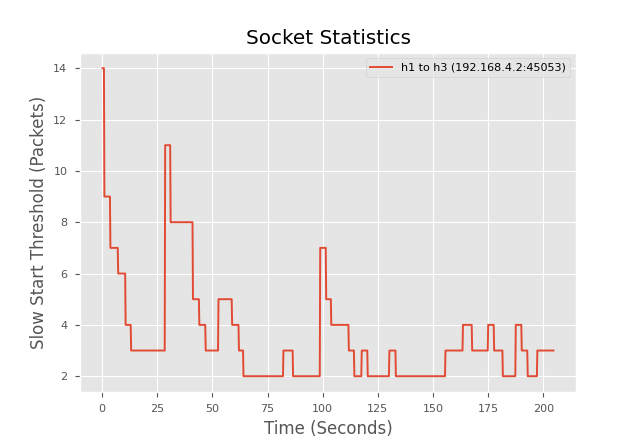 Socket Statistics
h1 to h3 (192.168.4.2:45053)
Slow Start Threshold (Packets)
14
12
10
8
6
4
2
0 25 50 75 100 125 150 175 200
Time (Seconds)